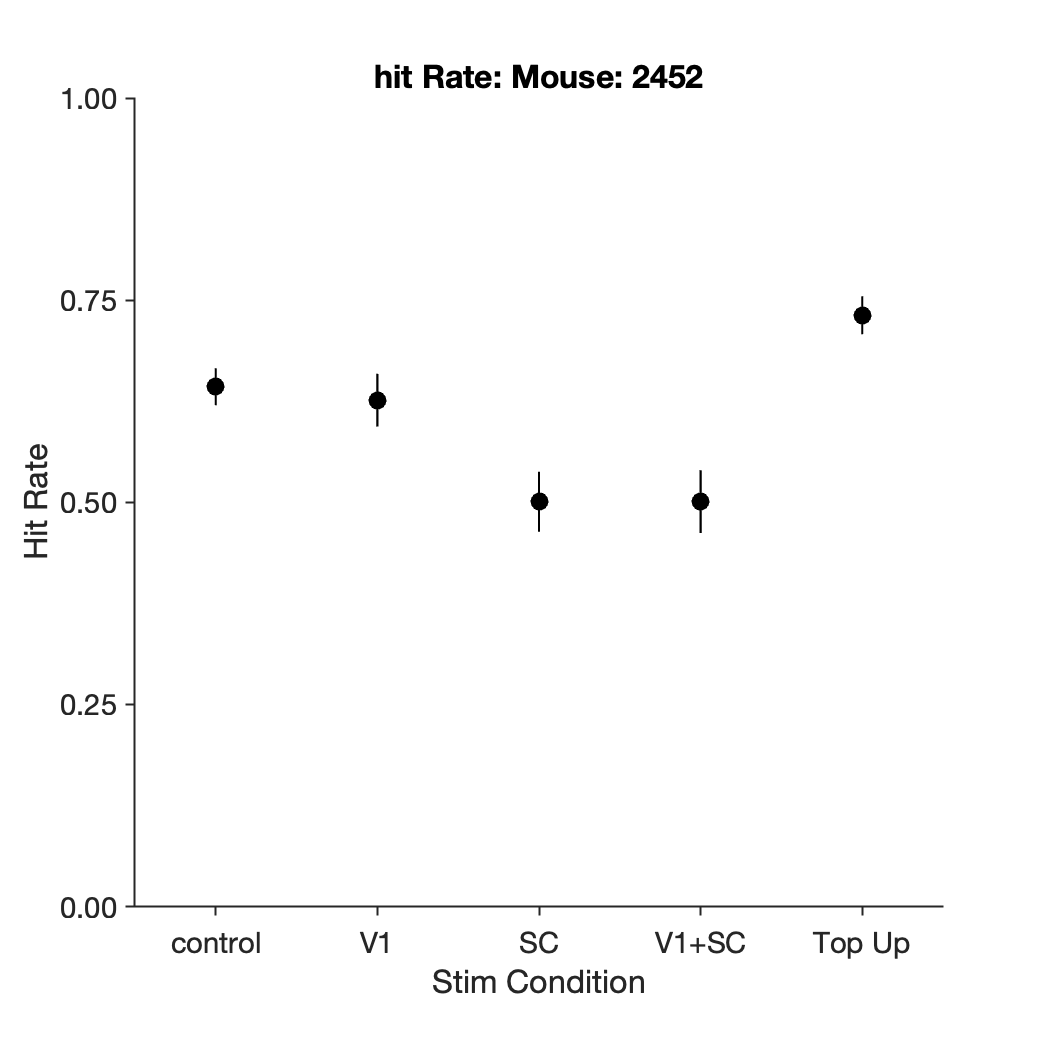 hit Rate: Mouse: 2452
1.00
0.75
0.50
0.25
0.00
Hit Rate
control V1 SC V1+SC Top Up
Stim Condition